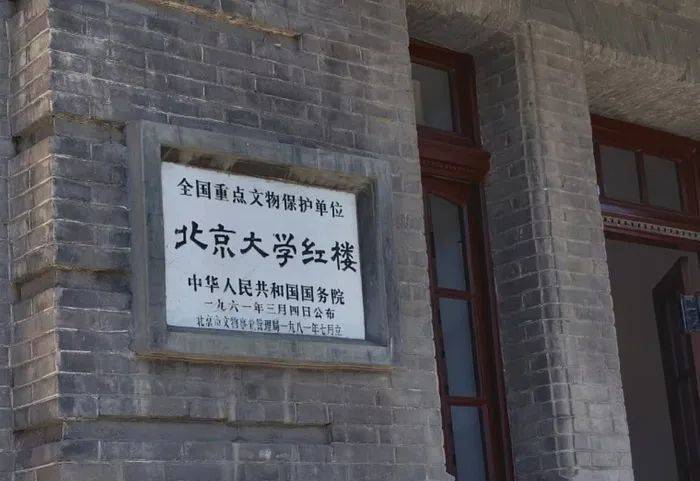 全国重点文物保护单位
北京大学红楼
中华人民共和国国务院
一九六一年三月四日公布
北京市文物事业管理局一九八一年七月立